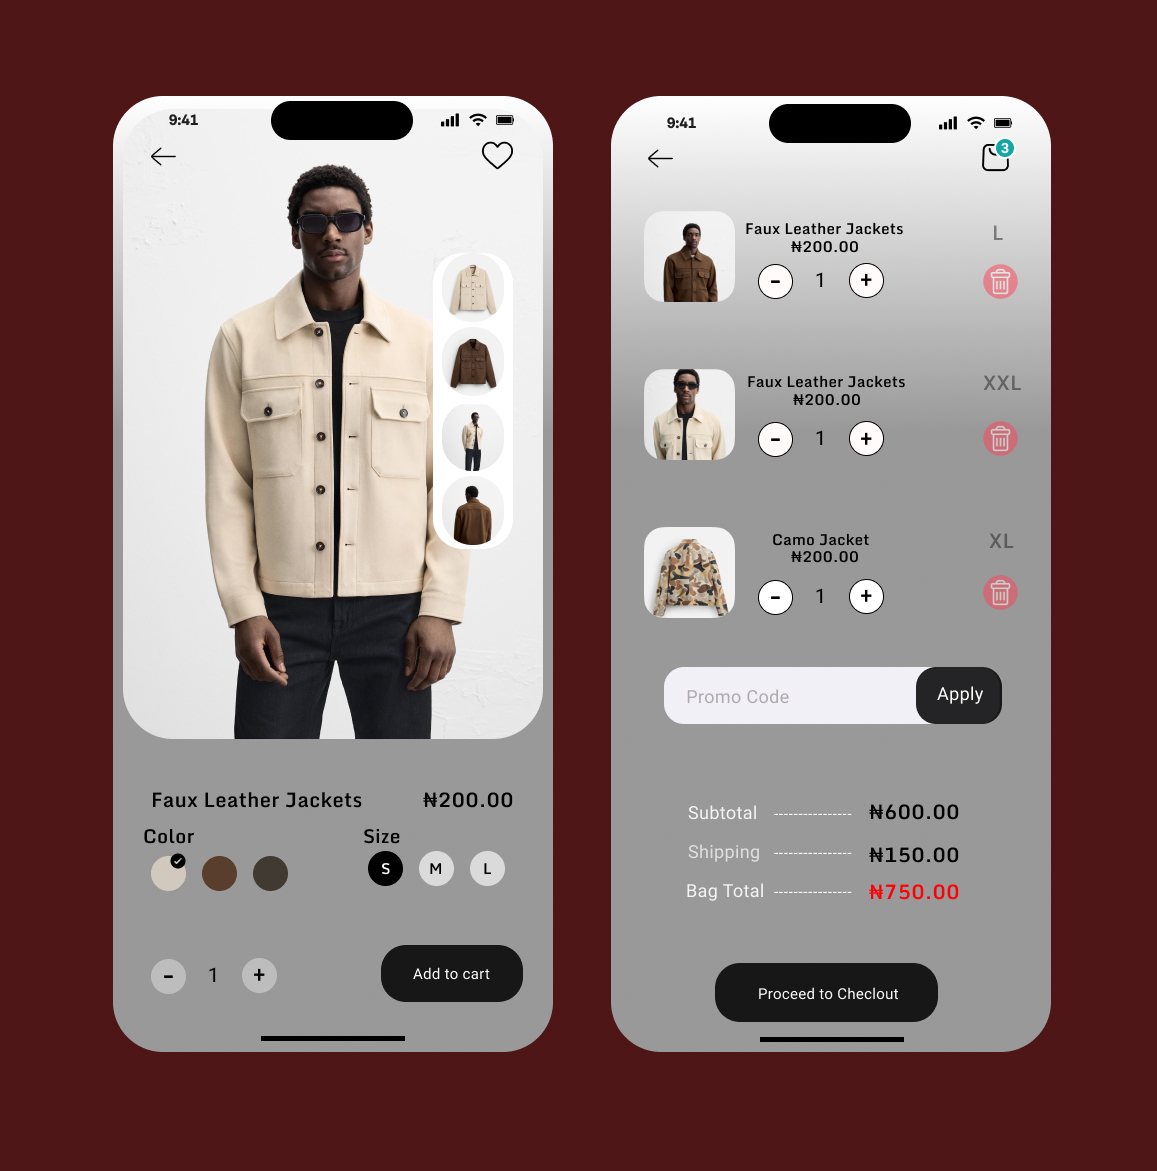 9:41
Faux Leather Jackets ₦200.00
Color Size
S M L
- 1 +
Add to cart
9:41
3
Faux Leather Jackets
₦200.00
L
- 1 +
Faux Leather Jackets
₦200.00
XXL
- 1 +
Camo Jacket
₦200.00
XL
- 1 +
Promo Code Apply
Subtotal --------------- ₦600.00
Shipping --------------- ₦150.00
Bag Total --------------- ₦750.00
Proceed to Checlout